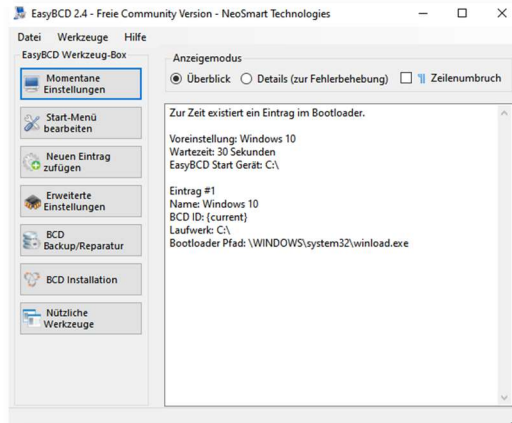 EasyBCD 2.4 - Freie Community Version - NeoSmart Technologies
Datei Werkzeuge Hilfe
EasyBCD Werkzeug-Box
Momentane
Einstellungen
Start-Menü
bearbeiten
Neuen Eintrag
zufügen
Erweiterte
Einstellungen
BCD
Backup/Reparatur
BCD Installation
Nützliche
Werkzeuge
Anzeigemodus
Überblick Details (zur Fehlerbehebung) ¶ Zeilenumbruch
Zur Zeit existiert ein Eintrag im Bootloader.
Voreinstellung: Windows 10
Wartezeit: 30 Sekunden
EasyBCD Start Gerät: C:\
Eintrag #1
Name: Windows 10
BCD ID: {current}
Laufwerk: C:\
Bootloader Pfad: \WINDOWS\system32\winload.exe